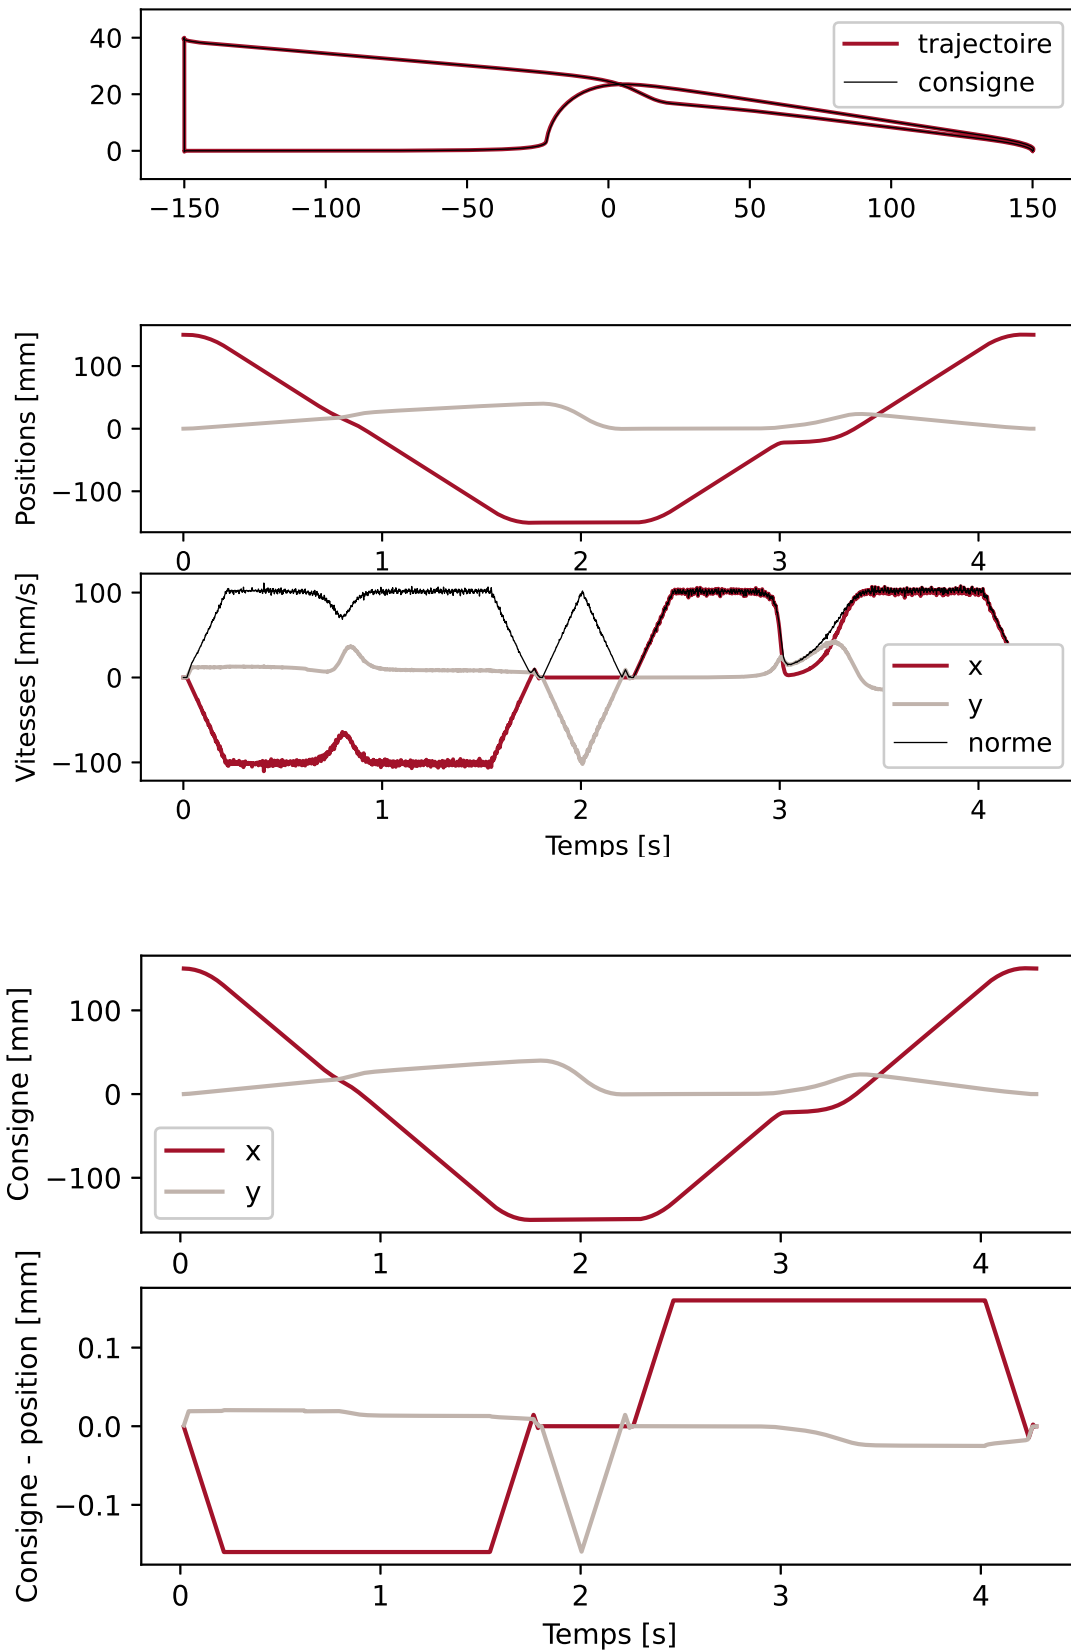 40
20
0
trajectoire
consigne
−150 −100 −50 0 50 100 150
Positions [mm]
100
0
−100
0 1 2 3 4
Vitesses [mm/s]
100
0
−100
x
y
norme
0 1 2 3 4
Temps [s]
Consigne [mm]
100
0
−100
x
y
0 1 2 3 4
Consigne - position [mm]
0.1
0.0
−0.1
0 1 2 3 4
Temps [s]